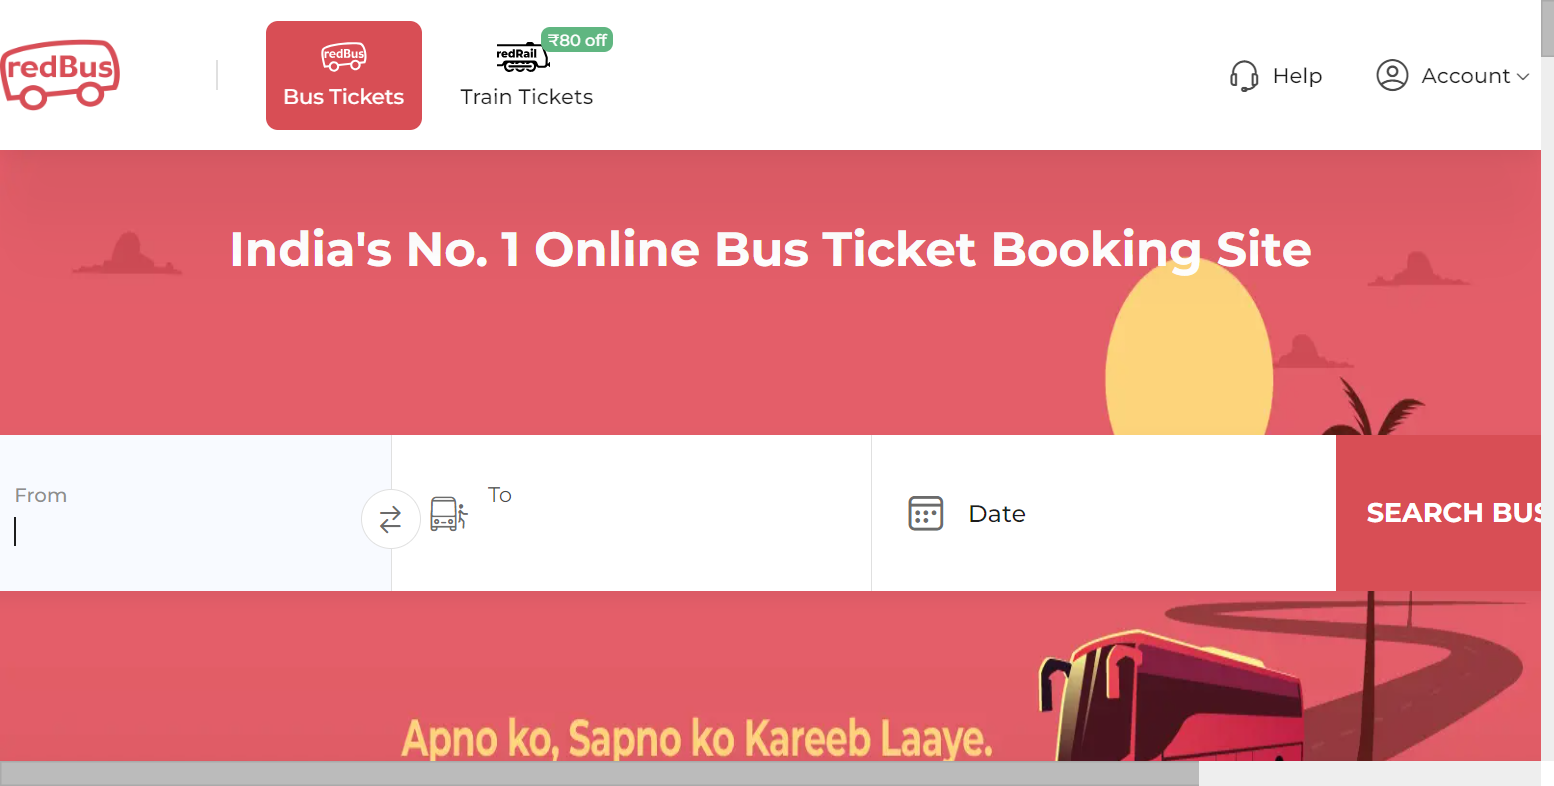 redBus
redBus
Bus Tickets
redRail
₹80 off
Train Tickets
Help
Account
India's No. 1 Online Bus Ticket Booking Site
From
To
Date
SEARCH BUS
Apno ko, Sapno ko Kareeb Laaye.